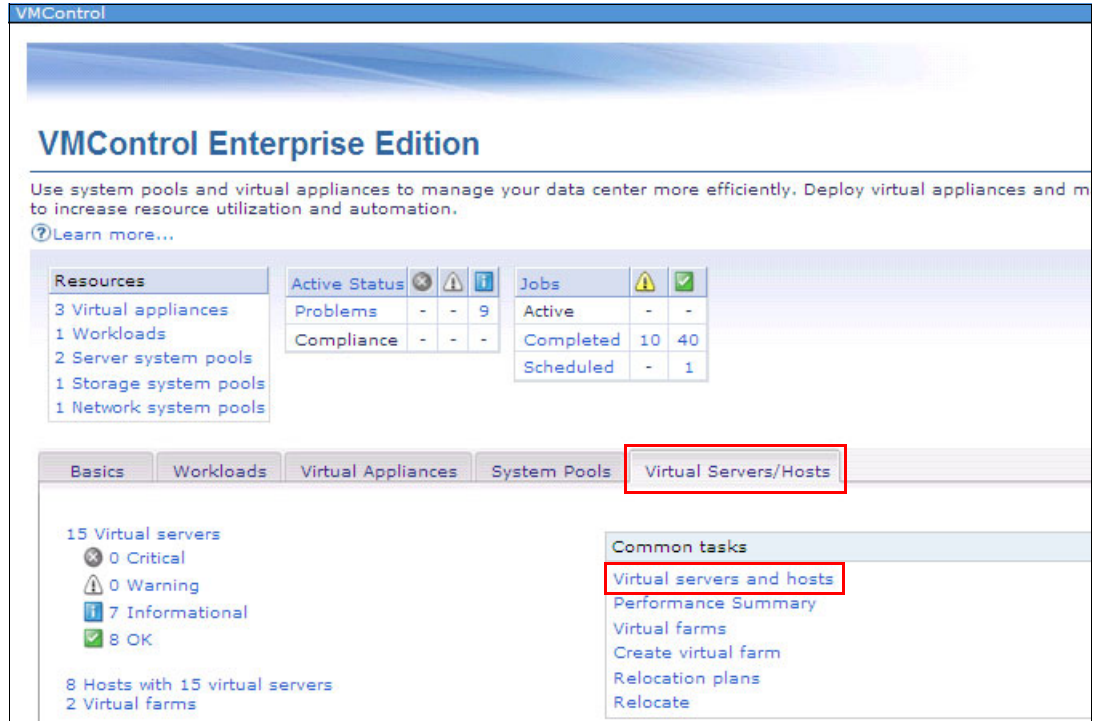 VMControl
VMControl Enterprise Edition
Use system pools and virtual appliances to manage your data center more efficiently. Deploy virtual appliances and m
to increase resource utilization and automation.
Learn more...
Resources
3 Virtual appliances
1 Workloads
2 Server system pools
1 Storage system pools
1 Network system pools
Active Status
Problems - - 9
Compliance - - -
Jobs
Active - -
Completed 10 40
Scheduled - 1
Basics Workloads Virtual Appliances System Pools Virtual Servers/Hosts
15 Virtual servers
0 Critical
0 Warning
7 Informational
8 OK
8 Hosts with 15 virtual servers
2 Virtual farms
Common tasks
Virtual servers and hosts
Performance Summary
Virtual farms
Create virtual farm
Relocation plans
Relocate